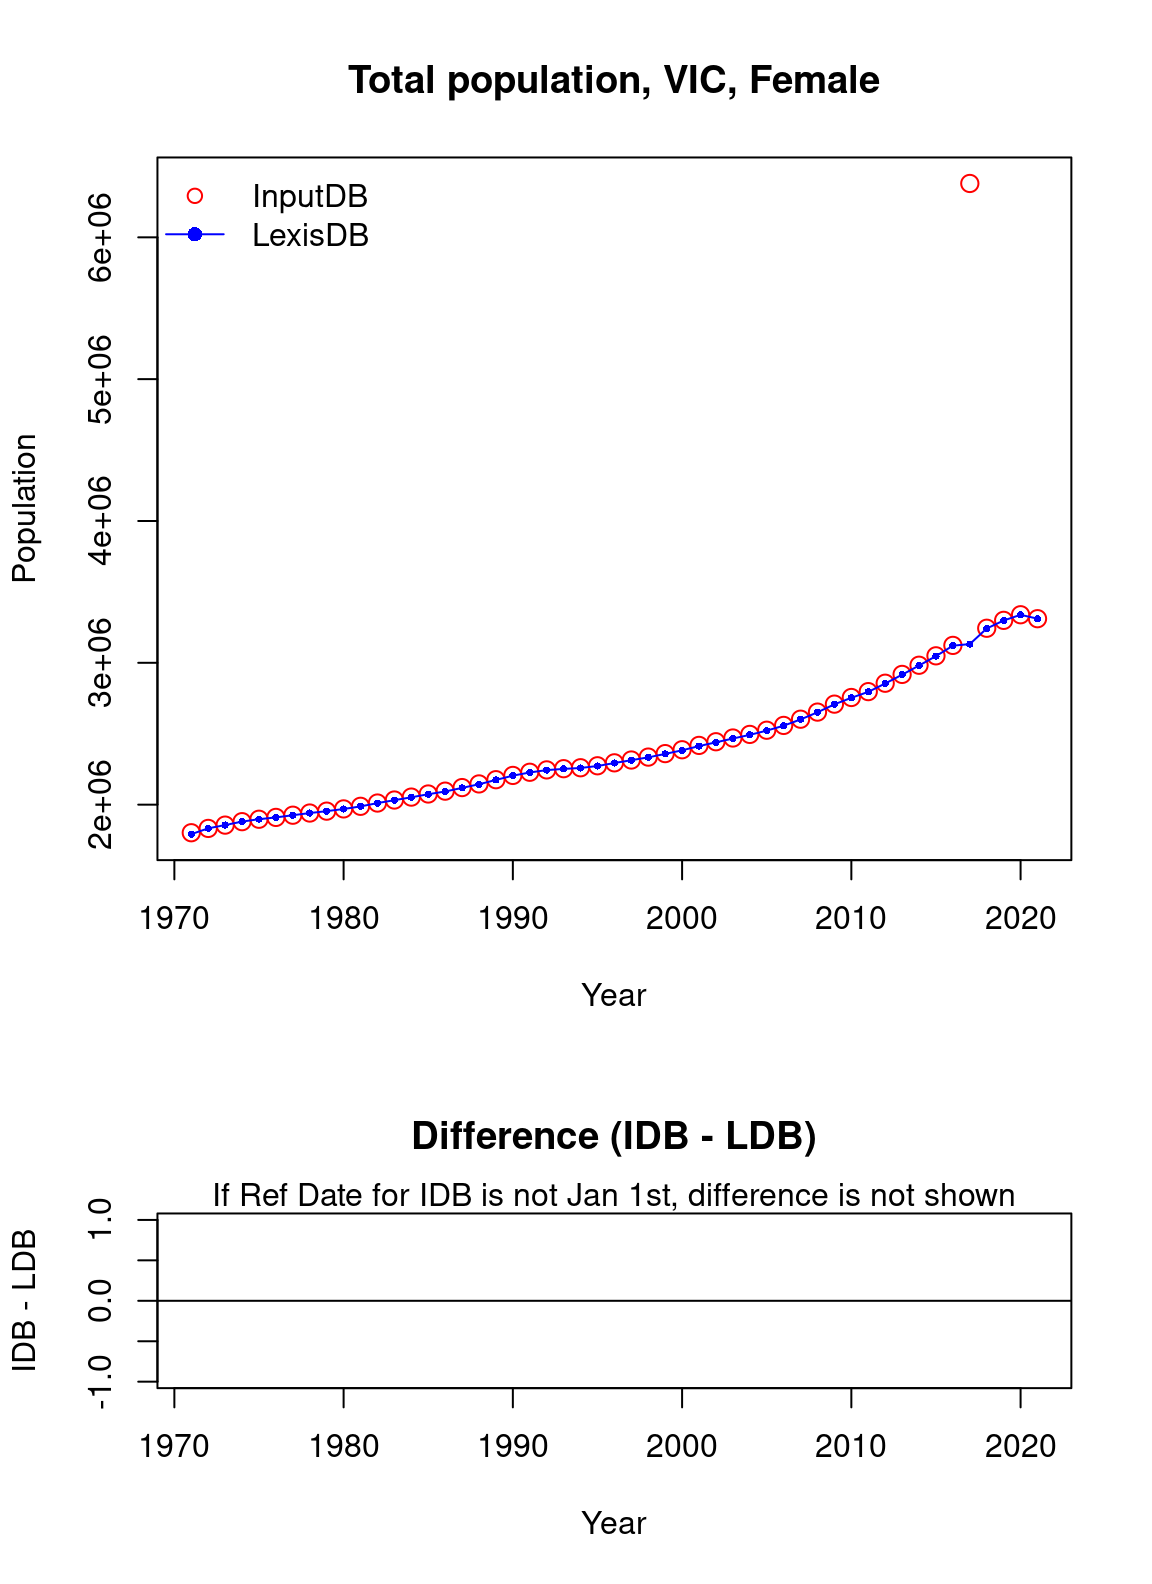 Total population, VIC, Female
InputDB
LexisDB
6e+06
5e+06
4e+06
3e+06
2e+06
Population
1970 1980 1990 2000 2010 2020
Year
Difference (IDB - LDB)
If Ref Date for IDB is not Jan 1st, difference is not shown
1.0
0.0
-1.0
IDB - LDB
1970 1980 1990 2000 2010 2020
Year